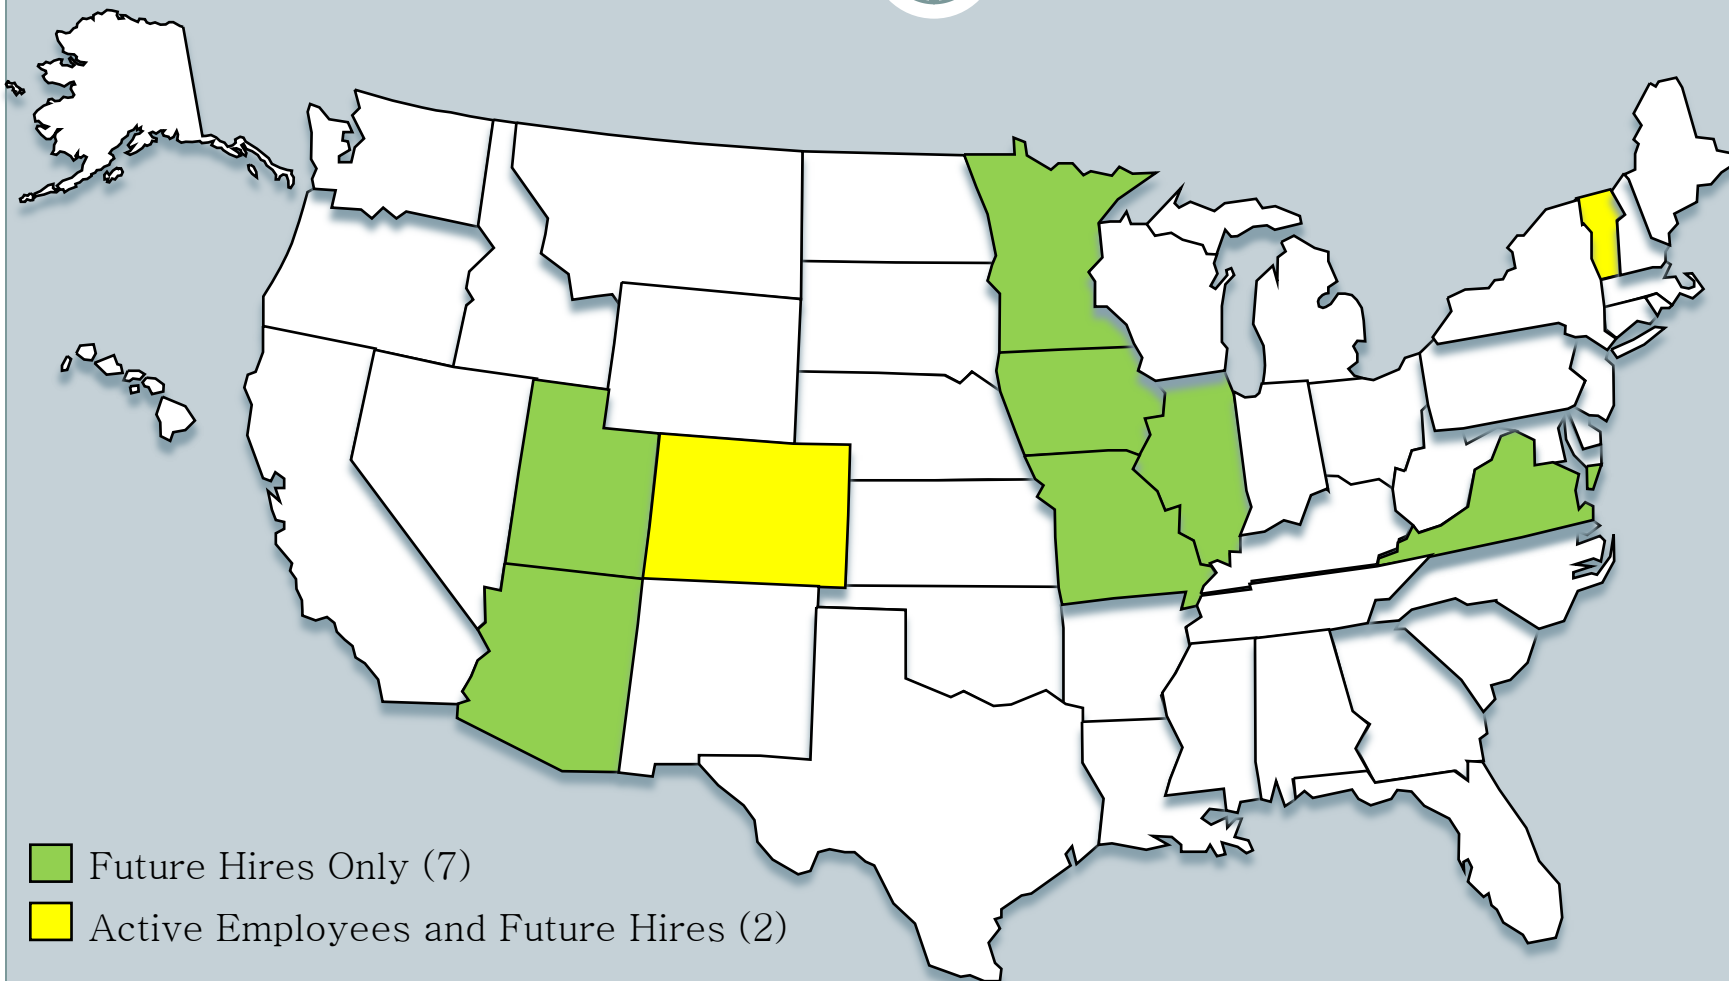 Future Hires Only (7)
Active Employees and Future Hires (2)